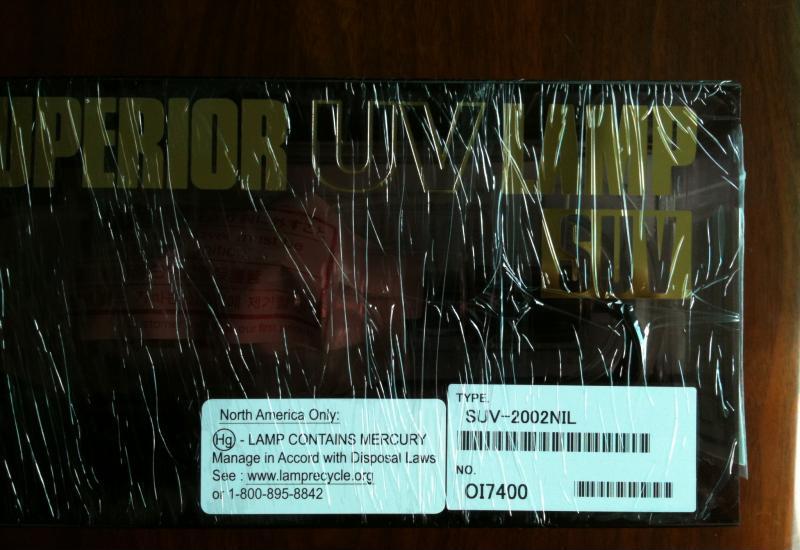 SUPERIOR UV LAMP
SUV
North America Only:
Hg - LAMP CONTAINS MERCURY
Manage in Accord with Disposal Laws
See : www.lamprecycle.org
or 1-800-895-8842
TYPE.
SUV-2002NIL
NO.
OI7400